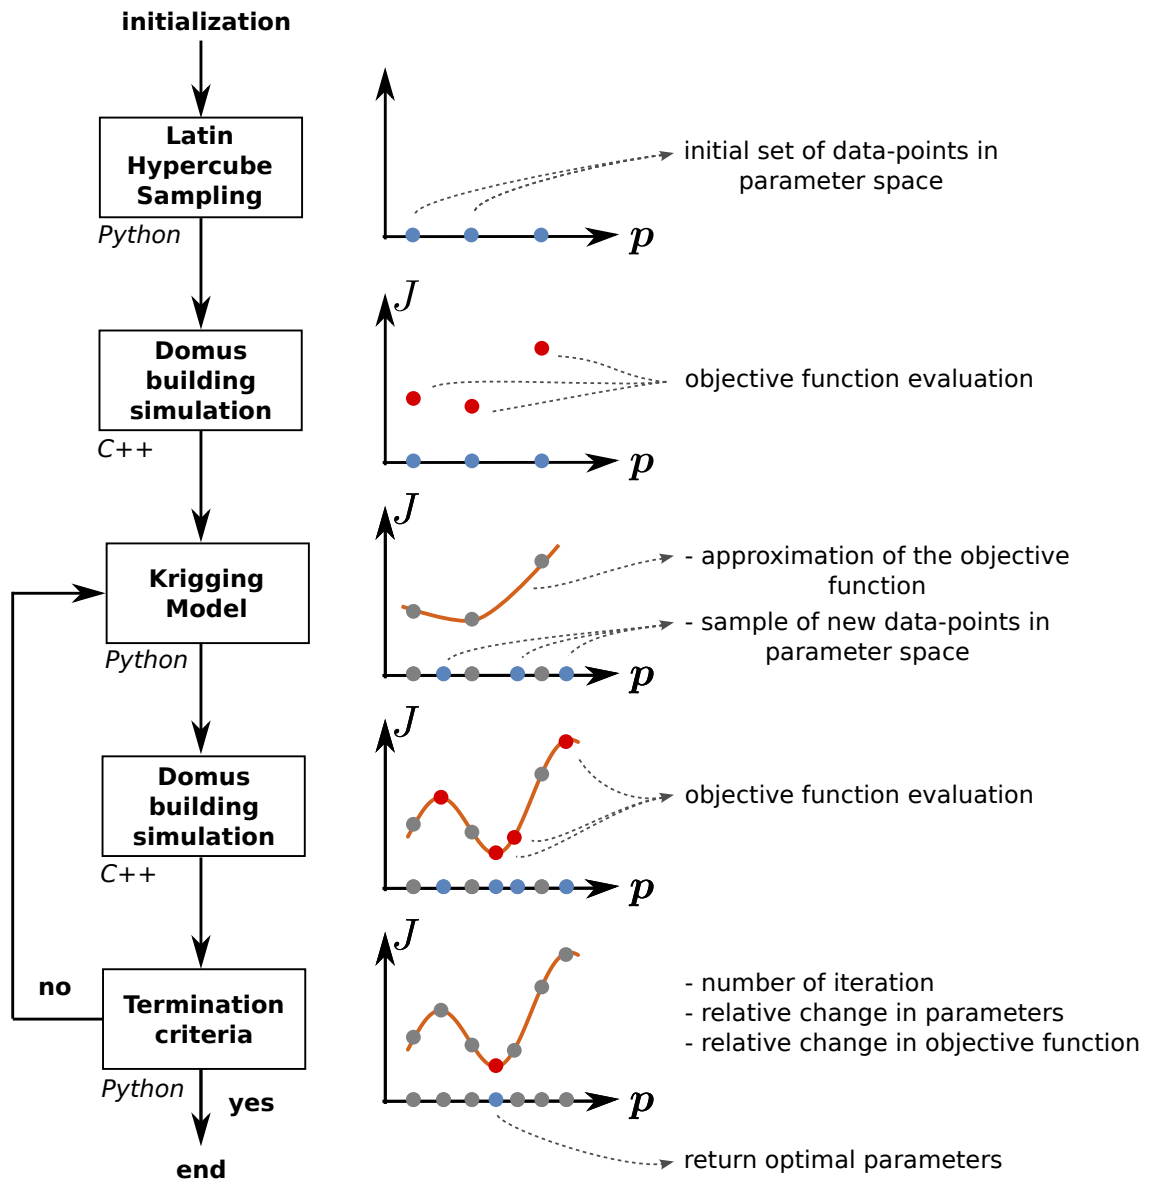 initialization
Latin
Hypercube
Sampling
Python
initial set of data-points in
parameter space
p
Domus
building
simulation
C++
J
objective function evaluation
p
Krigging
Model
Python
J
- approximation of the objective
function
- sample of new data-points in
parameter space
p
Domus
building
simulation
C++
J
objective function evaluation
p
no
Termination
criteria
Python
yes
end
J
- number of iteration
- relative change in parameters
- relative change in objective function
p
return optimal parameters